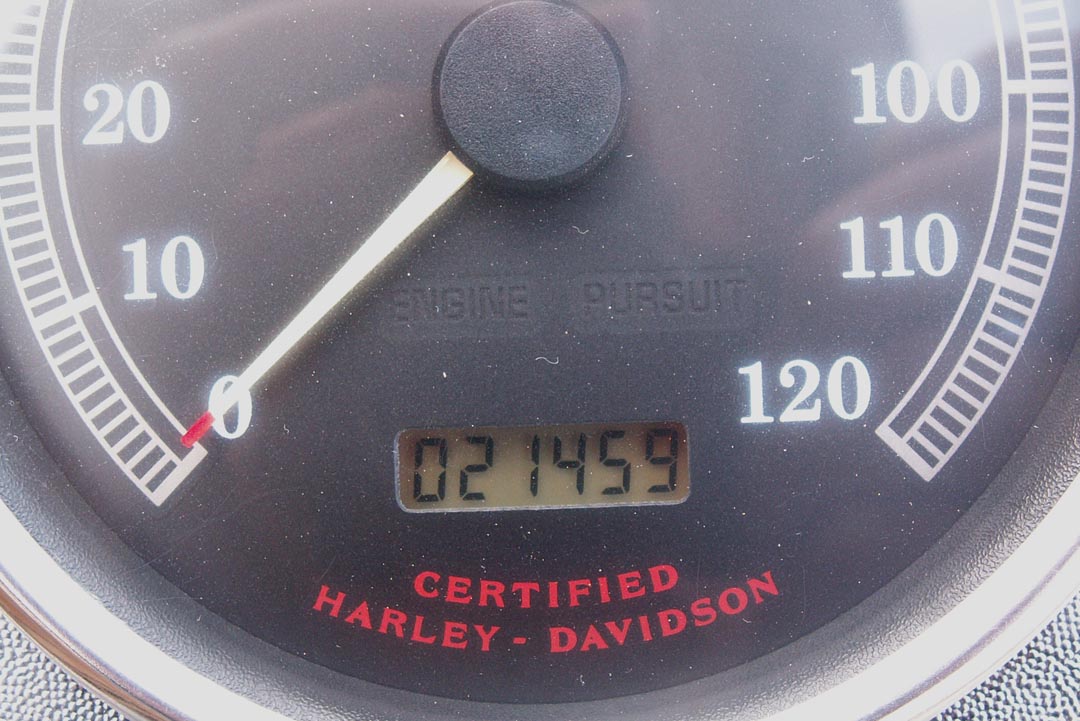 20
100
10
110
ENGINE PURSUIT
0
120
021459
CERTIFIED
HARLEY - DAVIDSON